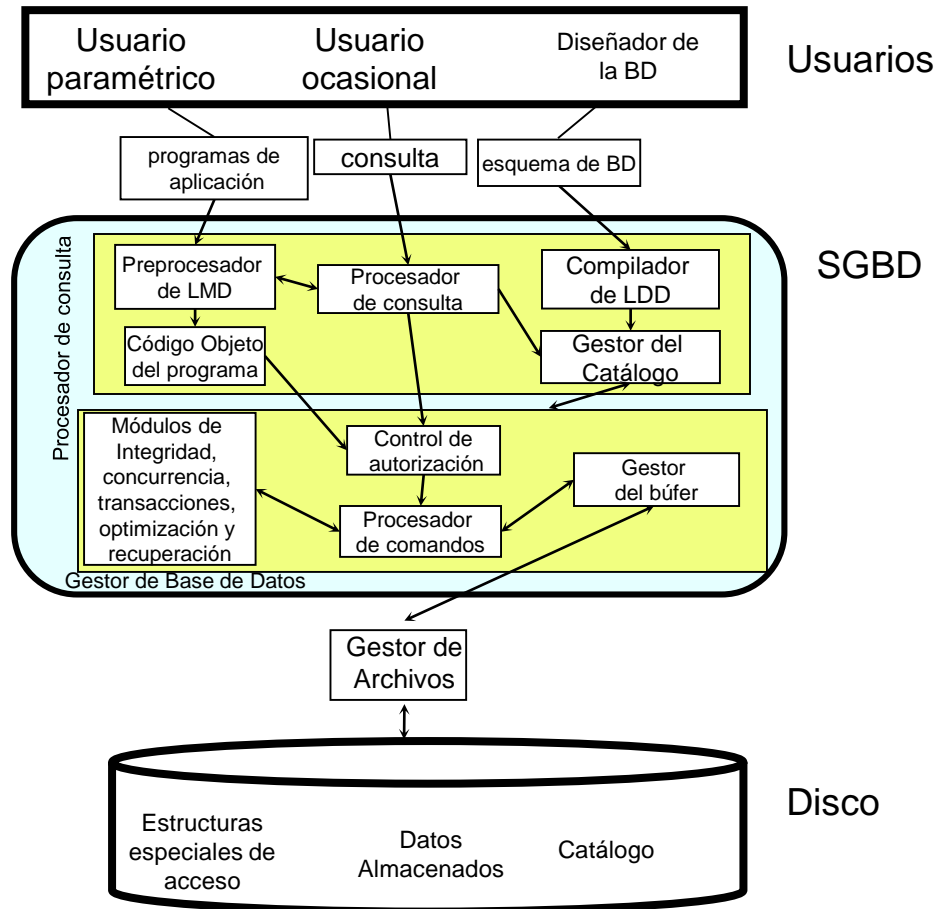 Usuario
paramétrico
Usuario
ocasional
Diseñador de
la BD
Usuarios
programas de
aplicación
consulta
esquema de BD
SGBD
Procesador de consulta
Preprocesador
de LMD
Procesador
de consulta
Compilador
de LDD
Código Objeto
del programa
Gestor del
Catálogo
Módulos de
Integridad,
concurrencia,
transacciones,
optimización y
recuperación
Control de
autorización
Gestor
del búfer
Procesador
de comandos
Gestor de Base de Datos
Gestor de
Archivos
Disco
Estructuras
especiales de
acceso
Datos
Almacenados
Catálogo